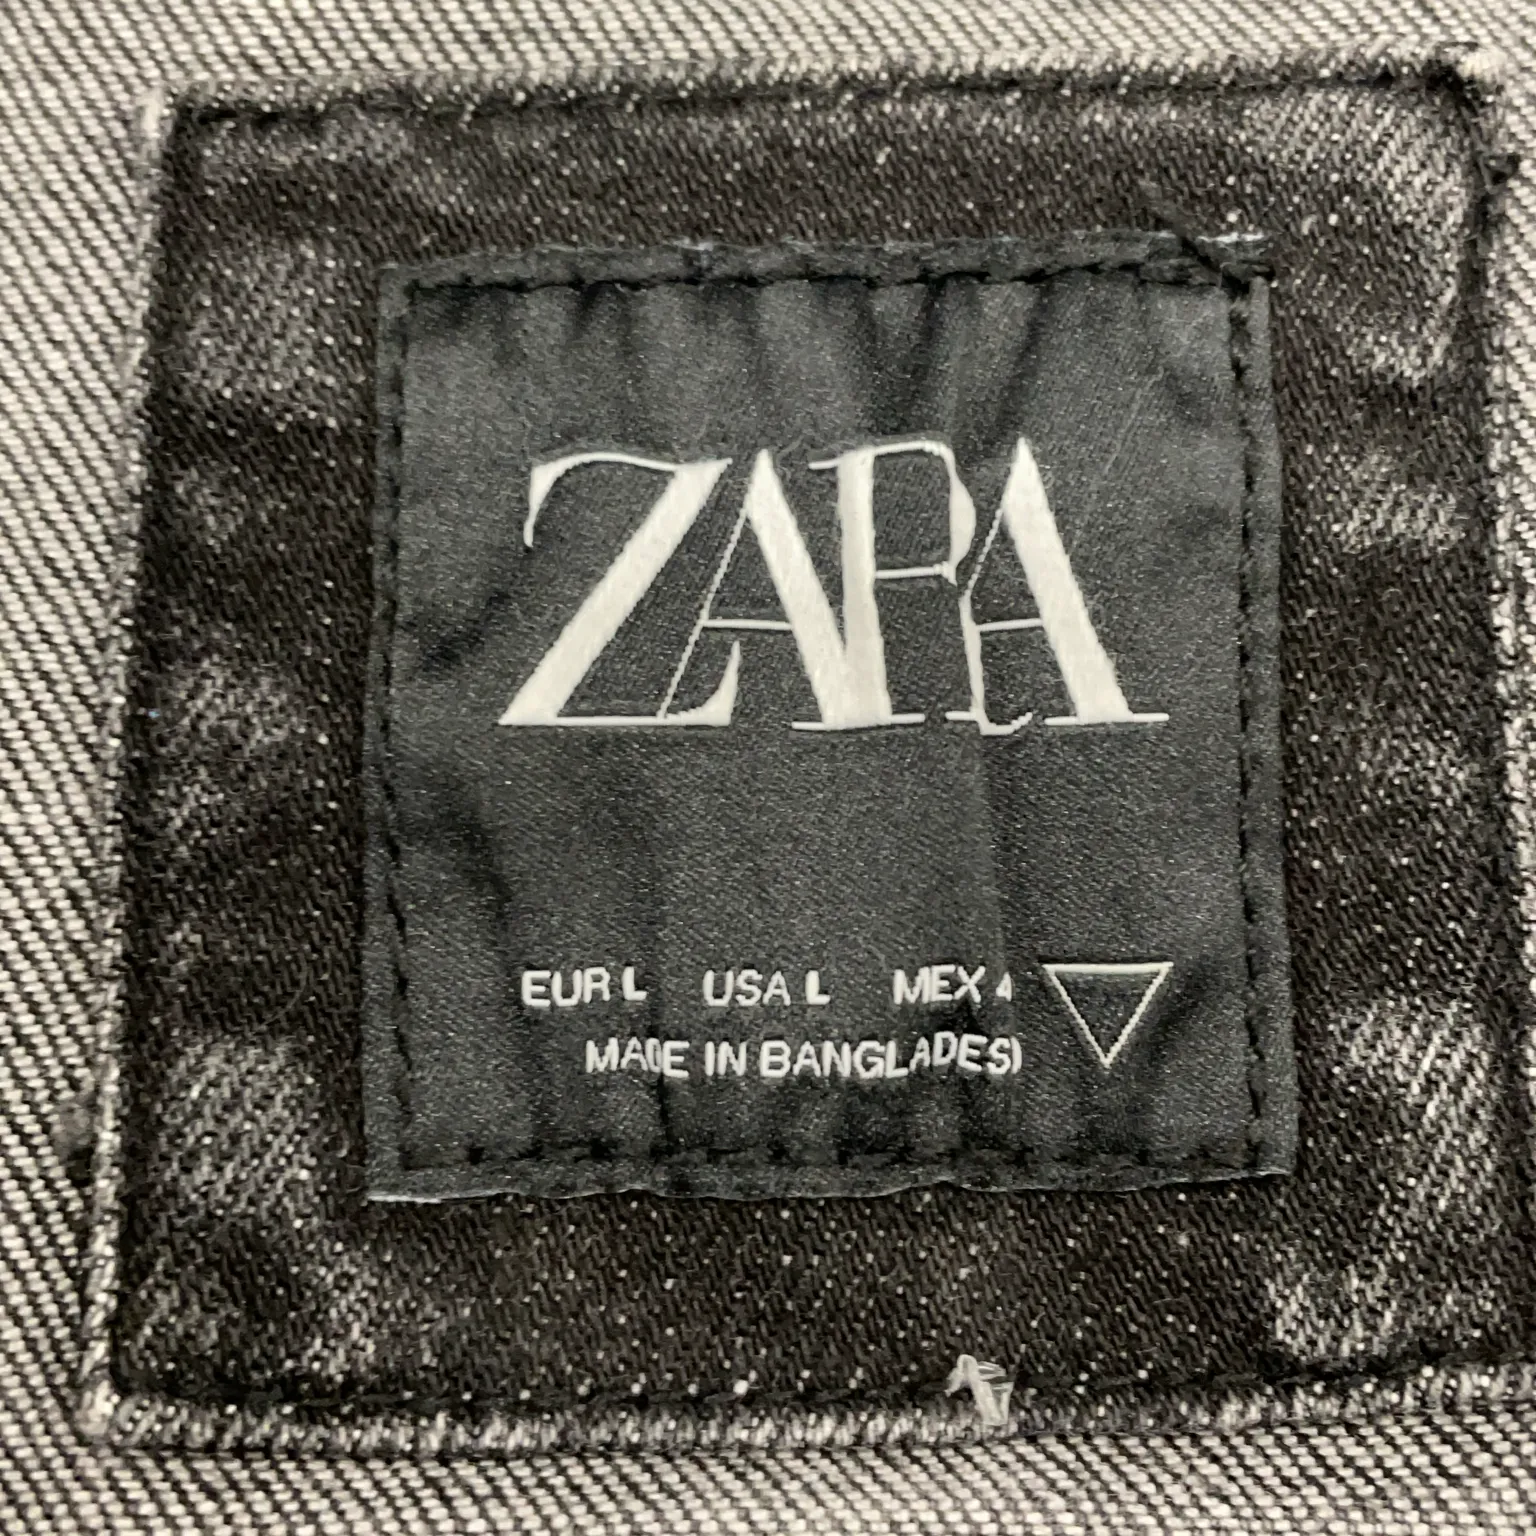 ZARA
EUR L USA L MEX 4
MADE IN BANGLADESH